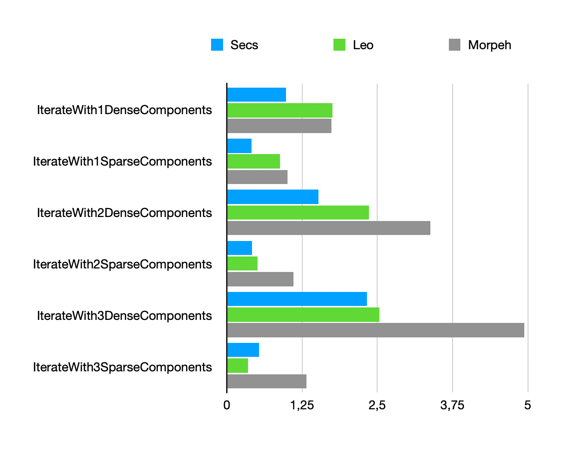 Secs Leo Morpeh
IterateWith1DenseComponents
IterateWith1SparseComponents
IterateWith2DenseComponents
IterateWith2SparseComponents
IterateWith3DenseComponents
IterateWith3SparseComponents
0 1,25 2,5 3,75 5